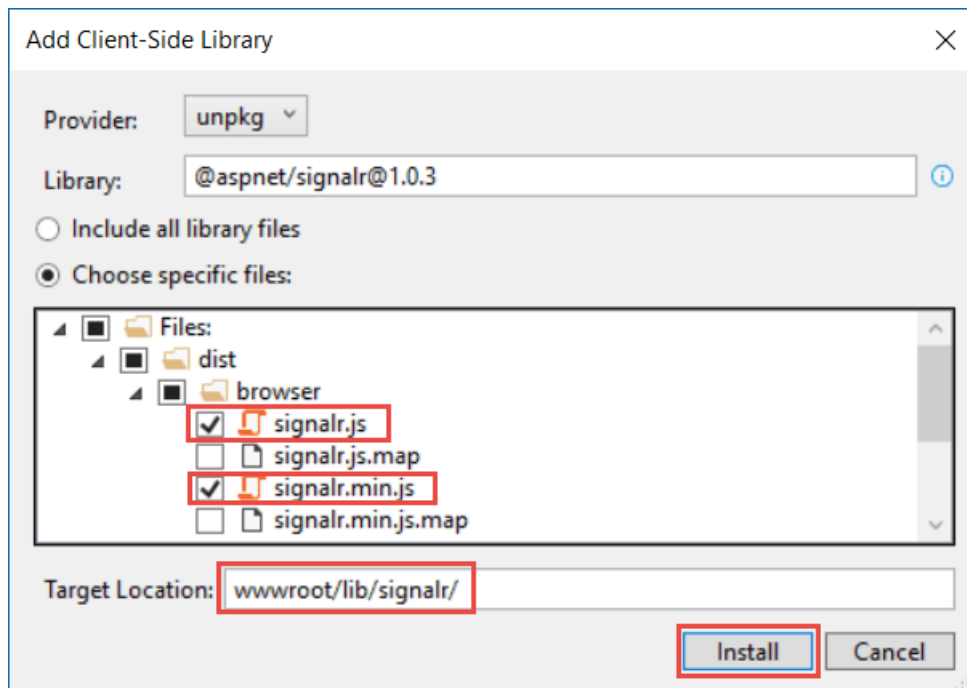 Add Client-Side Library
Provider: unpkg
Library: @aspnet/signalr@1.0.3
Include all library files
Choose specific files:
Files:
dist
browser
signalr.js
signalr.js.map
signalr.min.js
signalr.min.js.map
Target Location: wwwroot/lib/signalr/
Install Cancel